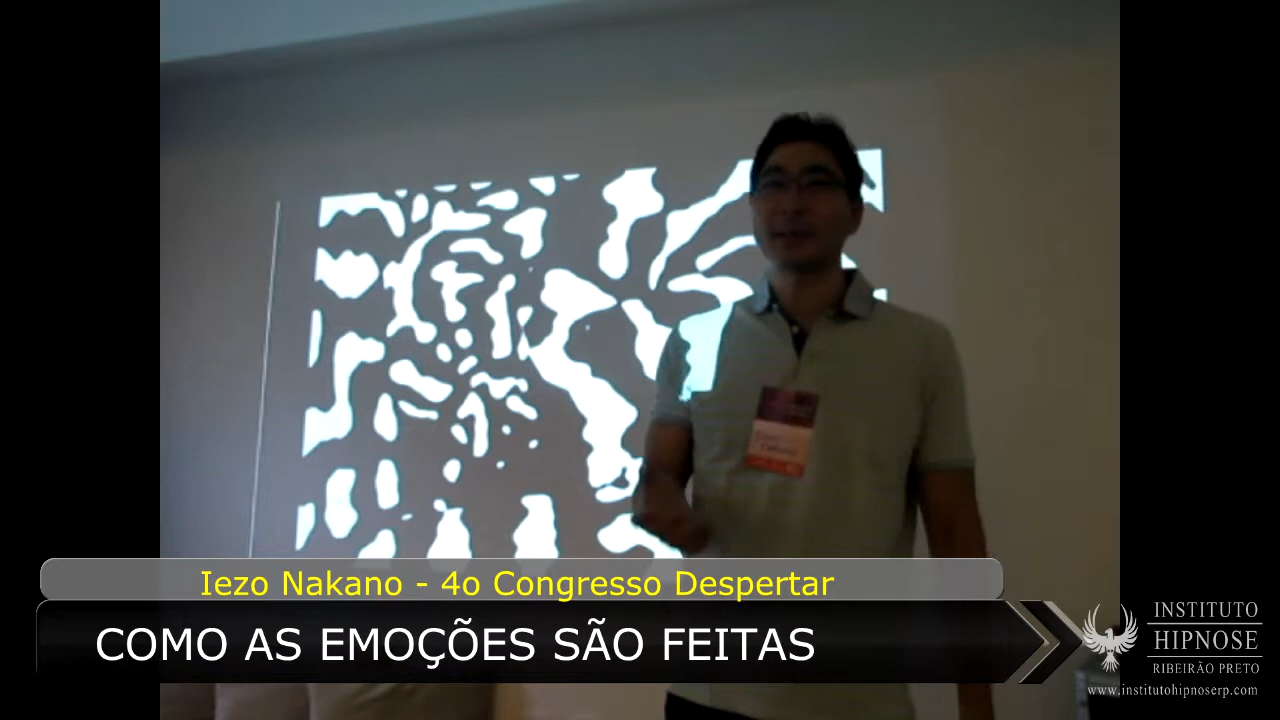 Iezo Nakano - 4o Congresso Despertar
COMO AS EMOÇÕES SÃO FEITAS
INSTITUTO
HIPNOSE
RIBEIRÃO PRETO
www.institutohipnoserp.com